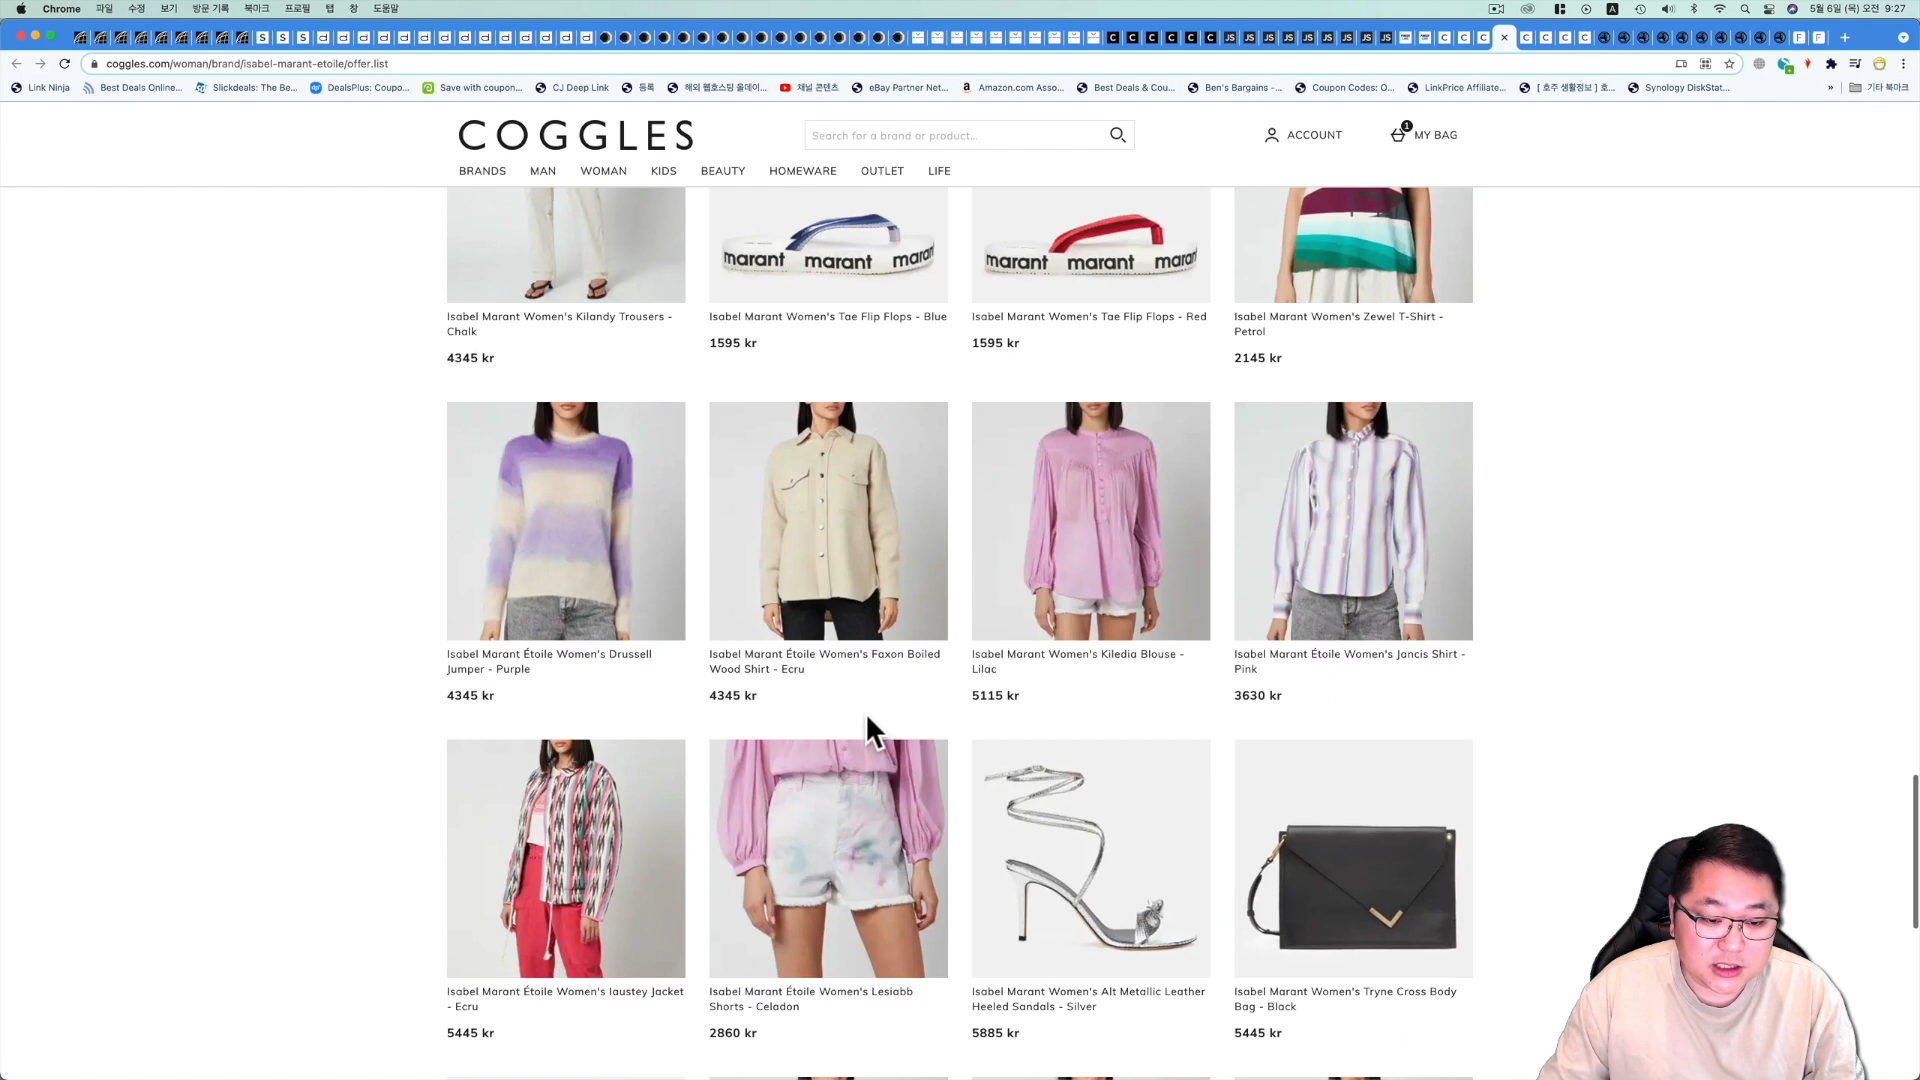 Chrome 파일 수정 보기 방문 기록 북마크 프로필 탭 창 도움말 A 5월 6일 (목) 오전 9:27
coggles.com/woman/brand/isabel-marant-etoile/offer.list
Link Ninja Best Deals Online... Slickdeals: The Be... DealsPlus: Coupo... Save with coupon... CJ Deep Link 등록 해외 웹호스팅 올데이... 채널 콘텐츠 eBay Partner Net... Amazon.com Asso... Best Deals & Cou... Ben's Bargains -... Coupon Codes: O... LinkPrice Affiliate... [ 호주 생활정보 ] 호... Synology DiskStat... » 기타 북마크
COGGLES
Search for a brand or product...
ACCOUNT
1
MY BAG
BRANDS MAN WOMAN KIDS BEAUTY HOMEWARE OUTLET LIFE
marant marant maran
marant marant maran
Isabel Marant Women's Kilandy Trousers -
Chalk
4345 kr
Isabel Marant Women's Tae Flip Flops - Blue
1595 kr
Isabel Marant Women's Tae Flip Flops - Red
1595 kr
Isabel Marant Women's Zewel T-Shirt -
Petrol
2145 kr
Isabel Marant Étoile Women's Drussell
Jumper - Purple
4345 kr
Isabel Marant Étoile Women's Faxon Boiled
Wood Shirt - Ecru
4345 kr
Isabel Marant Women's Kiledia Blouse -
Lilac
5115 kr
Isabel Marant Étoile Women's Jancis Shirt -
Pink
3630 kr
Isabel Marant Étoile Women's Iaustey Jacket
- Ecru
5445 kr
Isabel Marant Étoile Women's Lesiabb
Shorts - Celadon
2860 kr
Isabel Marant Women's Alt Metallic Leather
Heeled Sandals - Silver
5885 kr
Isabel Marant Women's Tryne Cross Body
Bag - Black
5445 kr